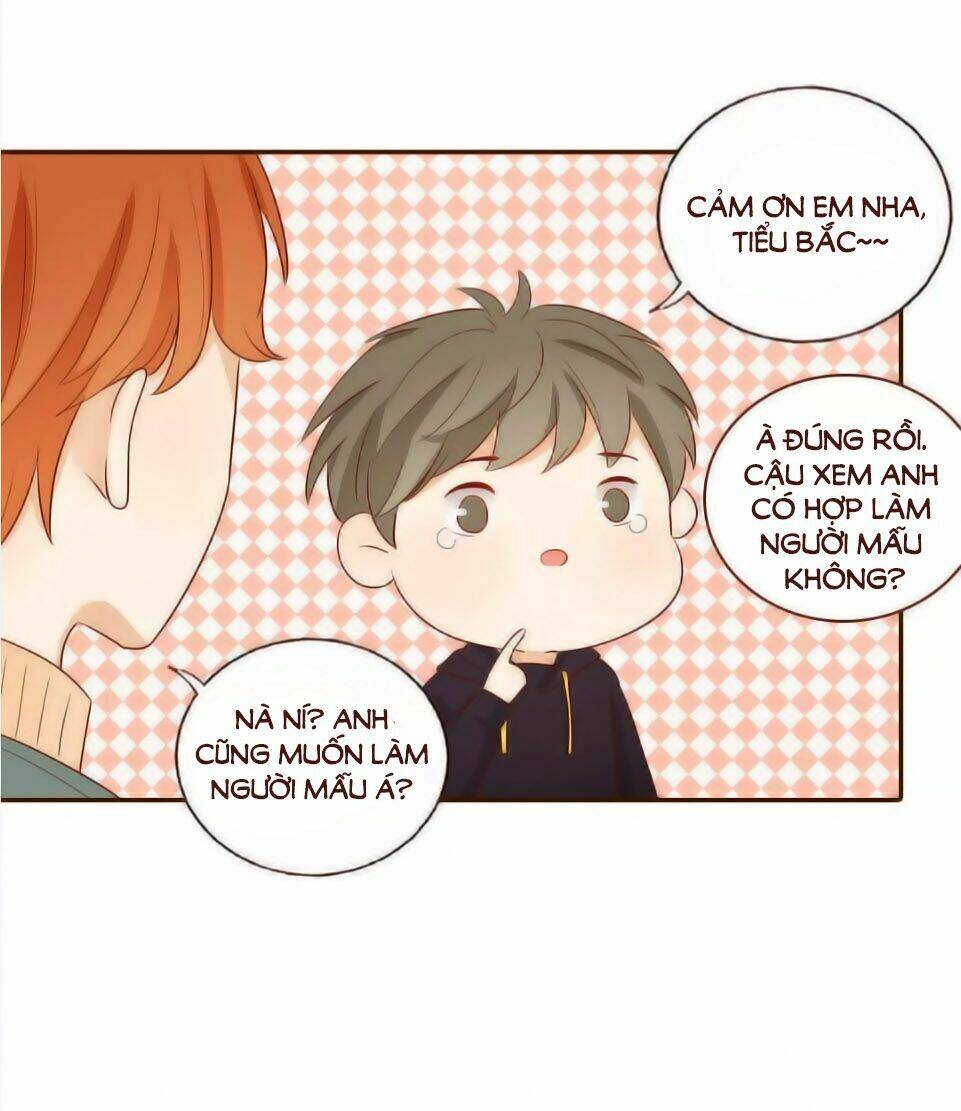 CẢM ƠN EM NHA,
TIỂU BẮC~~
À ĐÚNG RỒI.
CẬU XEM ANH
CÓ HỢP LÀM
NGƯỜI MẪU
KHÔNG?
NÀ NÍ? ANH
CŨNG MUỐN LÀM
NGƯỜI MẪU Á?